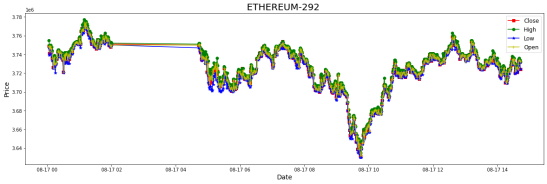 ETHEREUM-292
1e6
3.78
3.76
3.74
3.72
3.70
3.68
3.66
3.64
Price
Close
High
Low
Open
08-17 00
08-17 02
08-17 04
08-17 06
08-17 08
08-17 10
08-17 12
08-17 14
Date